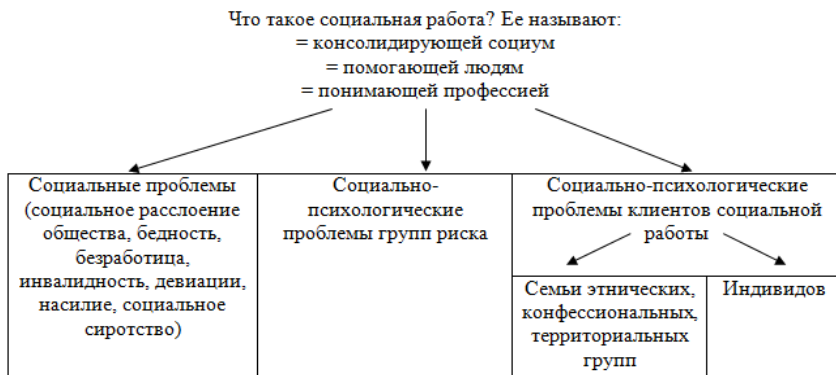 Что такое социальная работа? Ее называют:
= консолидирующей социум
= помогающей людям
= понимающей профессией
Социальные проблемы
(социальное расслоение
общества, бедность,
безработица,
инвалидность, девиации,
насилие, социальное
сиротство)
Социально-
психологические
проблемы групп риска
Социально-психологические
проблемы клиентов социальной
работы
Семьи этнических,
конфессиональных,
территориальных
групп
Индивидов